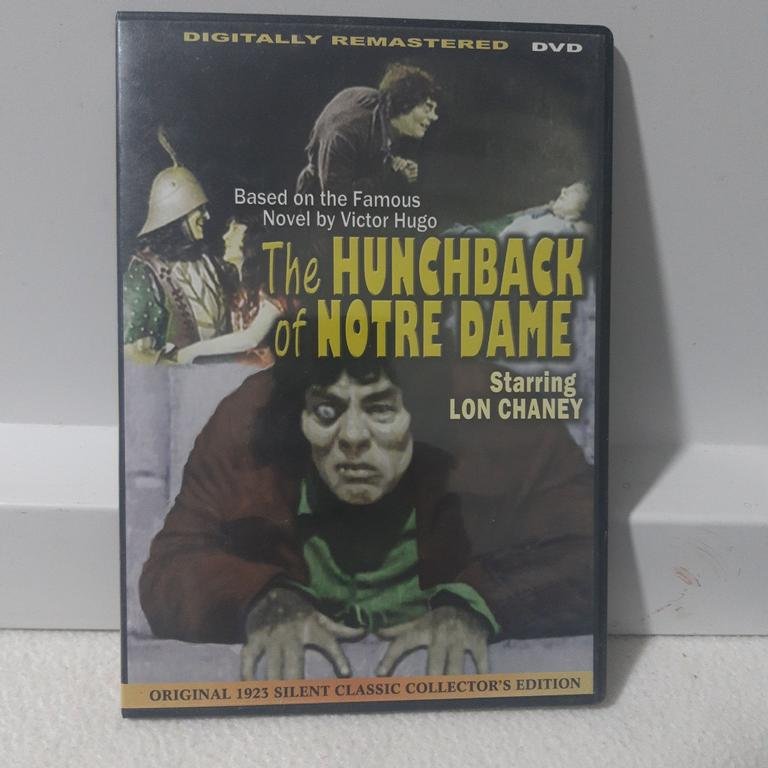 DIGITALLY REMASTERED DVD
Based on the Famous
Novel by Victor Hugo
The HUNCHBACK
of NOTRE DAME
Starring
LON CHANEY
ORIGINAL 1923 SILENT CLASSIC COLLECTOR'S EDITION